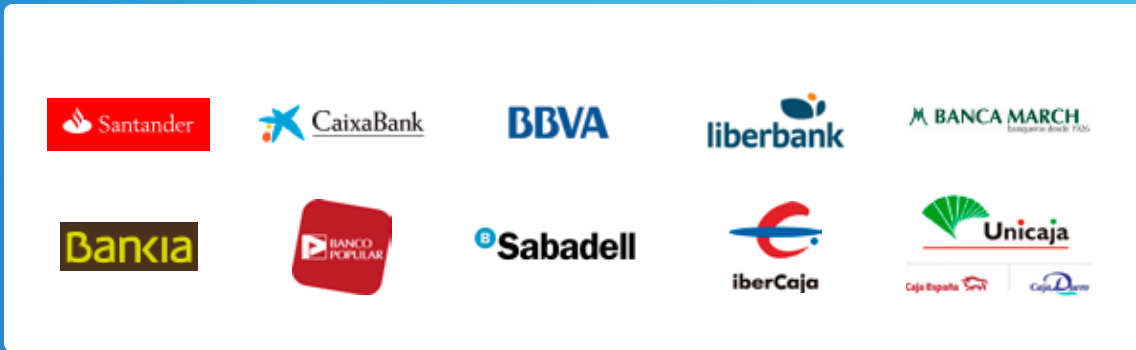 Santander
CaixaBank
BBVA
liberbank
BANCA MARCH
banqueros desde 1926
Bankia
BANCO
POPULAR
B Sabadell
iberCaja
Unicaja
Caja España
Caja Duero